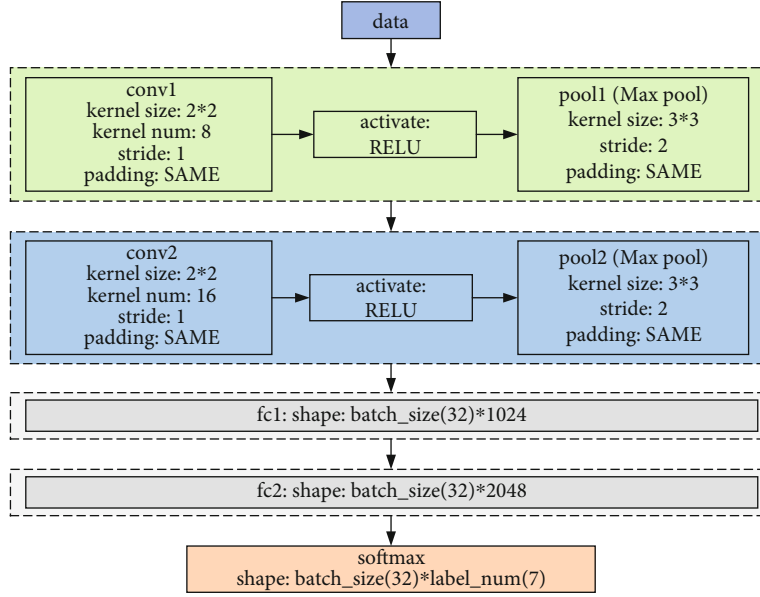 data
conv1
kernel size: 2*2
kernel num: 8
stride: 1
padding: SAME
activate:
RELU
pool1 (Max pool)
kernel size: 3*3
stride: 2
padding: SAME
conv2
kernel size: 2*2
kernel num: 16
stride: 1
padding: SAME
activate:
RELU
pool2 (Max pool)
kernel size: 3*3
stride: 2
padding: SAME
fc1: shape: batch_size(32)*1024
fc2: shape: batch_size(32)*2048
softmax
shape: batch_size(32)*label_num(7)